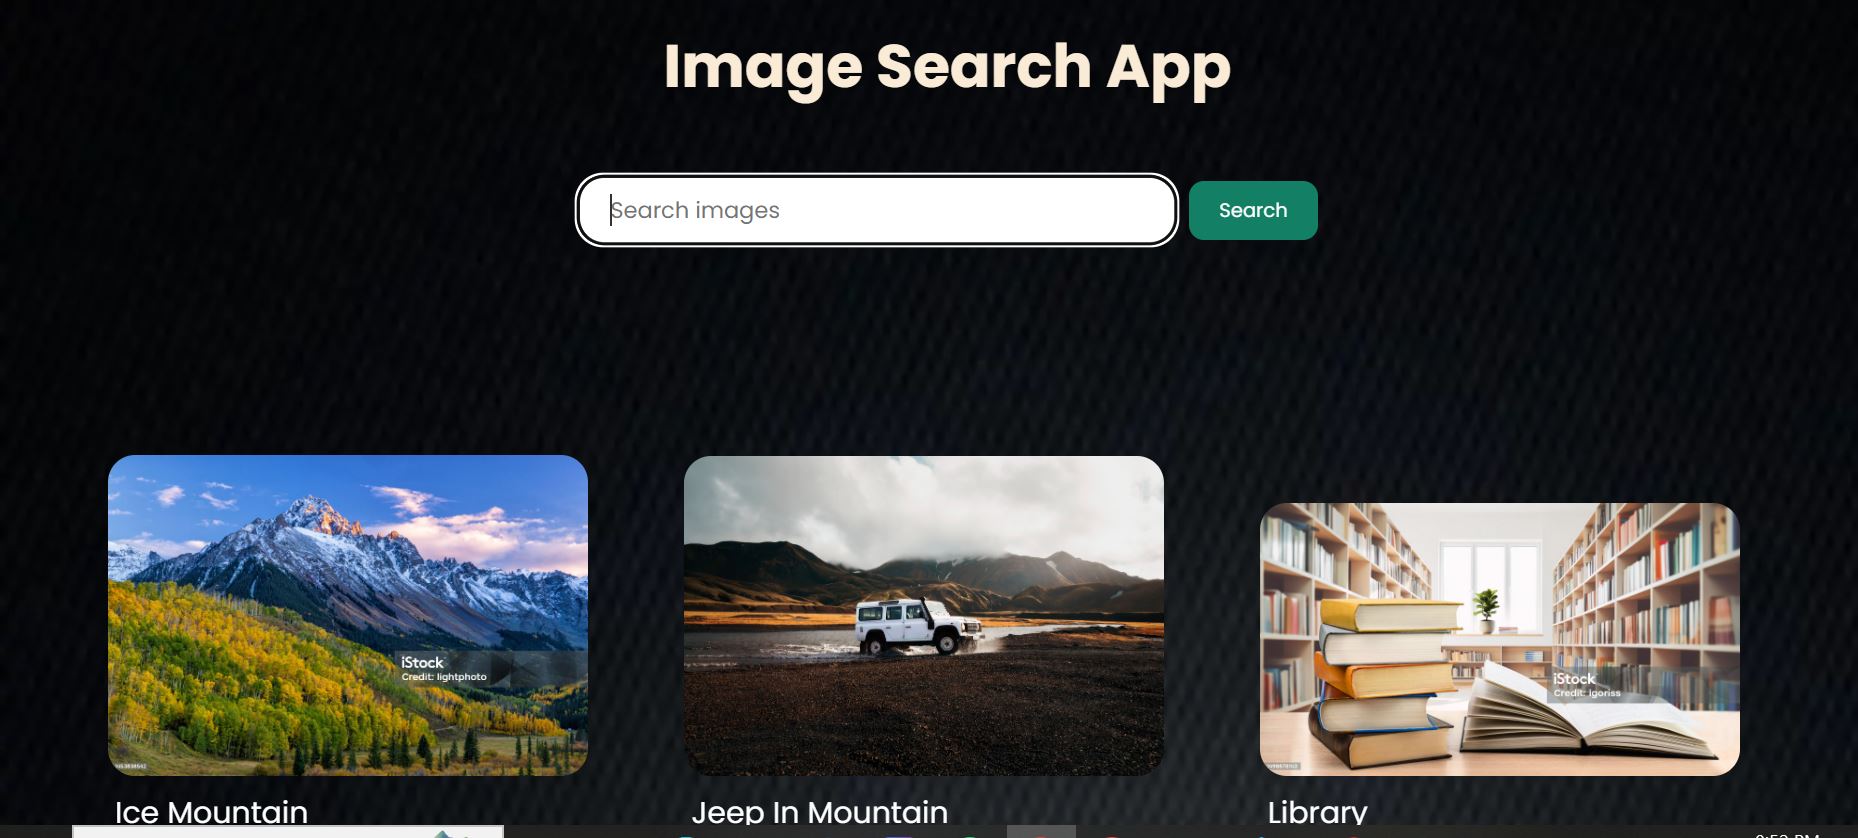 Image Search App
Search images
Search
iStock
Credit: lightphoto
iStock
Credit: igoriss
Ice Mountain
Jeep In Mountain
Library